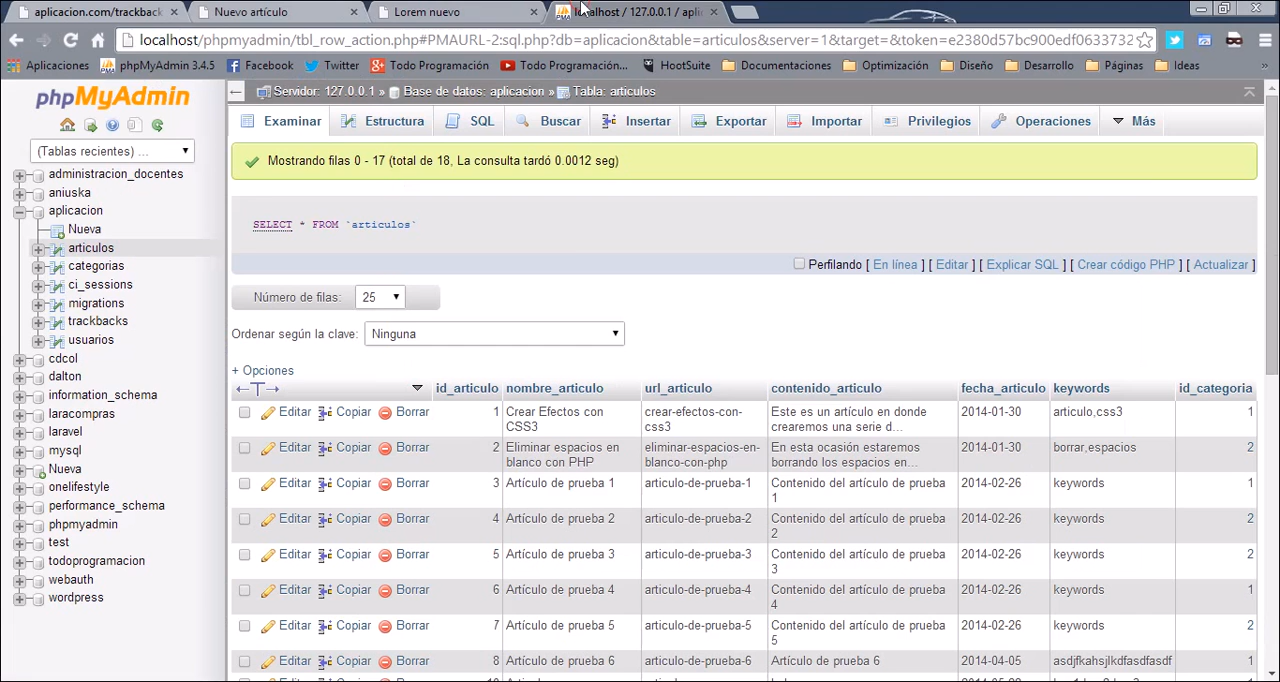 aplicacion.com/trackback ×
Nuevo artículo ×
Lorem nuevo ×
localhost / 127.0.0.1 / apli ×
localhost/phpmyadmin/tbl_row_action.php#PMAURL-2:sql.php?db=aplicacion&table=articulos&server=1&target=&token=e2380d57bc900edf0633732
Aplicaciones
phpMyAdmin 3.4.5
Facebook
Twitter
Todo Programación
Todo Programación...
HootSuite
Documentaciones
Optimización
Diseño
Desarrollo
Páginas
Ideas
»
phpMyAdmin
(Tablas recientes) ...
administracion_docentes
aniuska
aplicacion
Nueva
articulos
categorias
ci_sessions
migrations
trackbacks
usuarios
cdcol
dalton
information_schema
laracompras
laravel
mysql
Nueva
onelifestyle
performance_schema
phpmyadmin
test
todoprogramacion
webauth
wordpress
Servidor: 127.0.0.1 » Base de datos: aplicacion » Tabla: articulos
Examinar Estructura SQL Buscar Insertar Exportar Importar Privilegios Operaciones Más
Mostrando filas 0 - 17 (total de 18, La consulta tardó 0.0012 seg)
SELECT * FROM `articulos`
Perfilando [ En línea ] [ Editar ] [ Explicar SQL ] [ Crear código PHP ] [ Actualizar ]
Número de filas: 25
Ordenar según la clave: Ninguna
+ Opciones
←T→ id_articulo nombre_articulo url_articulo contenido_articulo fecha_articulo keywords id_categoria
Editar Copiar Borrar 1 Crear Efectos con crear-efectos-con- Este es un artículo en donde 2014-01-30 articulo,css3 1
CSS3 css3 crearemos una serie d...
Editar Copiar Borrar 2 Eliminar espacios en eliminar-espacios-en- En esta ocasión estaremos 2014-01-30 borrar,espacios 2
blanco con PHP blanco-con-php borrando los espacios en...
Editar Copiar Borrar 3 Artículo de prueba 1 articulo-de-prueba-1 Contenido del artículo de prueba 2014-02-26 keywords 1
1
Editar Copiar Borrar 4 Artículo de prueba 2 articulo-de-prueba-2 Contenido del artículo de prueba 2014-02-26 keywords 2
2
Editar Copiar Borrar 5 Artículo de prueba 3 articulo-de-prueba-3 Contenido del artículo de prueba 2014-02-26 keywords 2
3
Editar Copiar Borrar 6 Artículo de prueba 4 articulo-de-prueba-4 Contenido del artículo de prueba 2014-02-26 keywords 1
4
Editar Copiar Borrar 7 Artículo de prueba 5 articulo-de-prueba-5 Contenido del artículo de prueba 2014-02-26 keywords 2
5
Editar Copiar Borrar 8 Artículo de prueba 6 articulo-de-prueba-6 Artículo de prueba 6 2014-04-05 asdjfkahsjlkdfasdfasdf 1